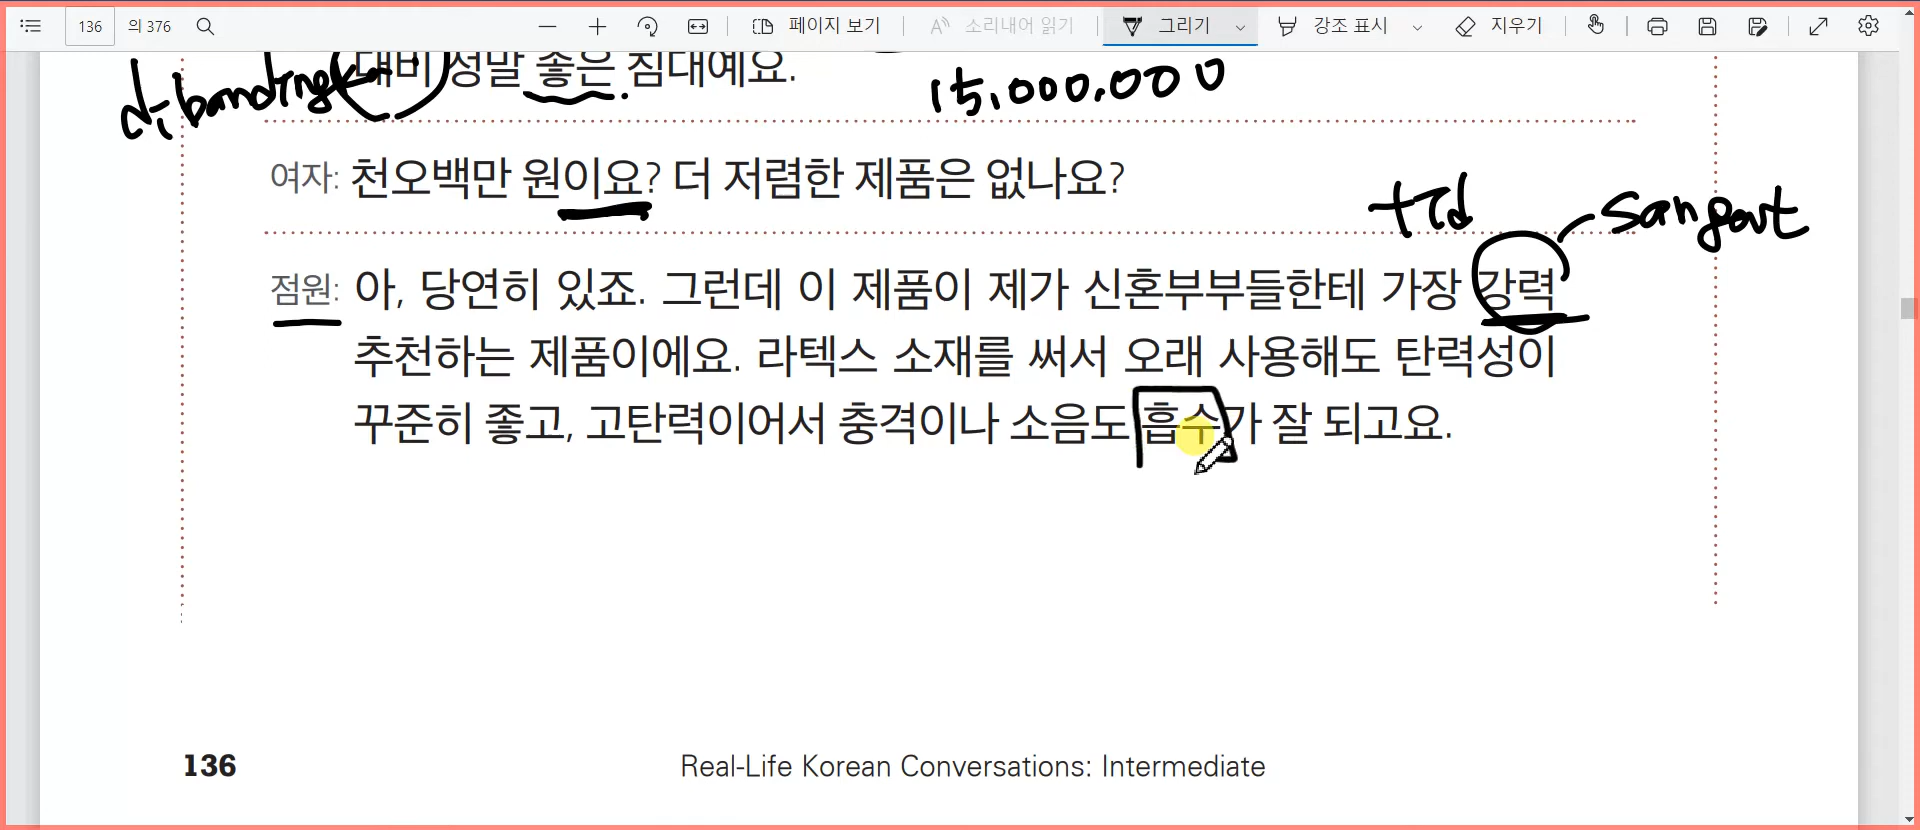 136 의 376 페이지 보기 소리내어 읽기 그리기 강조 표시 지우기
대비 정말 좋은 침대예요.
dibandingka
15,000.000
여자: 천오백만 원이요? 더 저렴한 제품은 없나요?
sangat
점원: 아, 당연히 있죠. 그런데 이 제품이 제가 신혼부부들한테 가장 강력
추천하는 제품이에요. 라텍스 소재를 써서 오래 사용해도 탄력성이
꾸준히 좋고, 고탄력이어서 충격이나 소음도 흡수가 잘 되고요.
136 Real-Life Korean Conversations: Intermediate